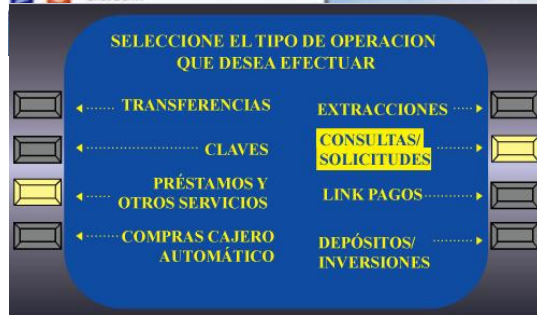 SELECCIONE EL TIPO DE OPERACION
QUE DESEA EFECTUAR
TRANSFERENCIAS
CLAVES
PRÉSTAMOS Y
OTROS SERVICIOS
COMPRAS CAJERO
AUTOMÁTICO
EXTRACCIONES
CONSULTAS/
SOLICITUDES
LINK PAGOS
DEPÓSITOS/
INVERSIONES